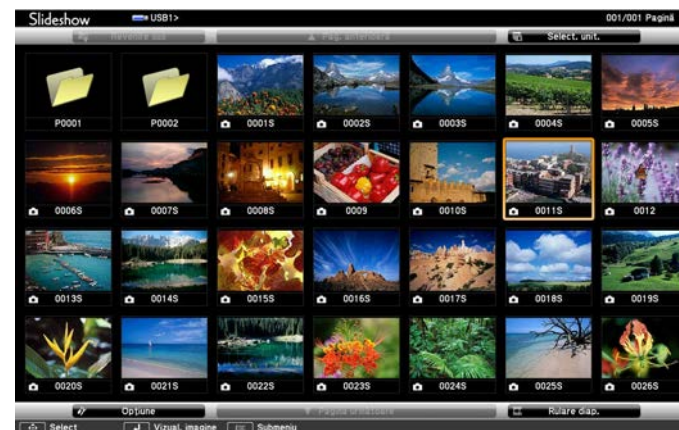 Slideshow USB1> 001/001 Pagină
Revenire sus Pag. anterioară Select. unit.
P0001 P0002 0001S 0002S 0003S 0004S 0005S
0006S 0007S 0008S 0009 0010S 0011S 0012
0013S 0014S 0015S 0016S 0017S 0018S 0019S
0020S 0021S 0022S 0023S 0024S 0025S 0026S
Opţiune Pagina următoare Rulare diap.
Select Vizual. imagine Submeniu